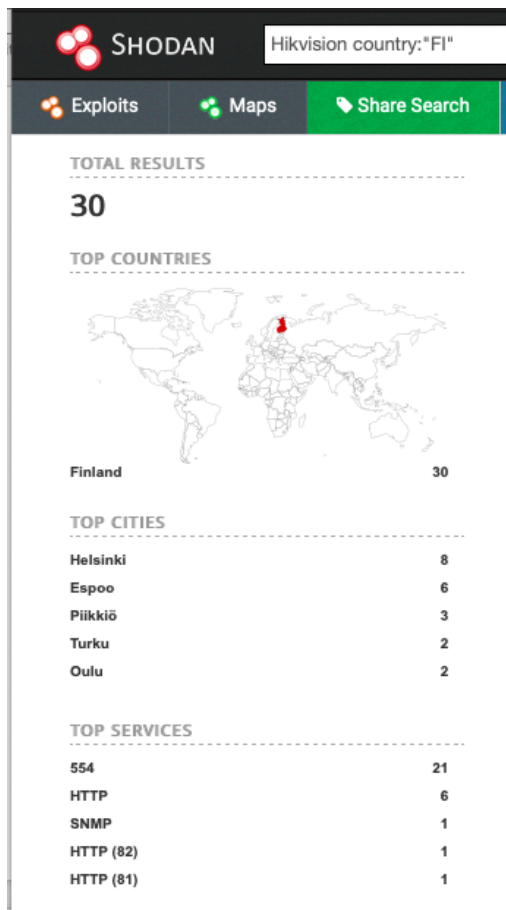 SHODAN
Hikvision country:"FI"
Exploits
Maps
Share Search
TOTAL RESULTS
30
TOP COUNTRIES
Finland 30
TOP CITIES
Helsinki 8
Espoo 6
Piikkiö 3
Turku 2
Oulu 2
TOP SERVICES
554 21
HTTP 6
SNMP 1
HTTP (82) 1
HTTP (81) 1